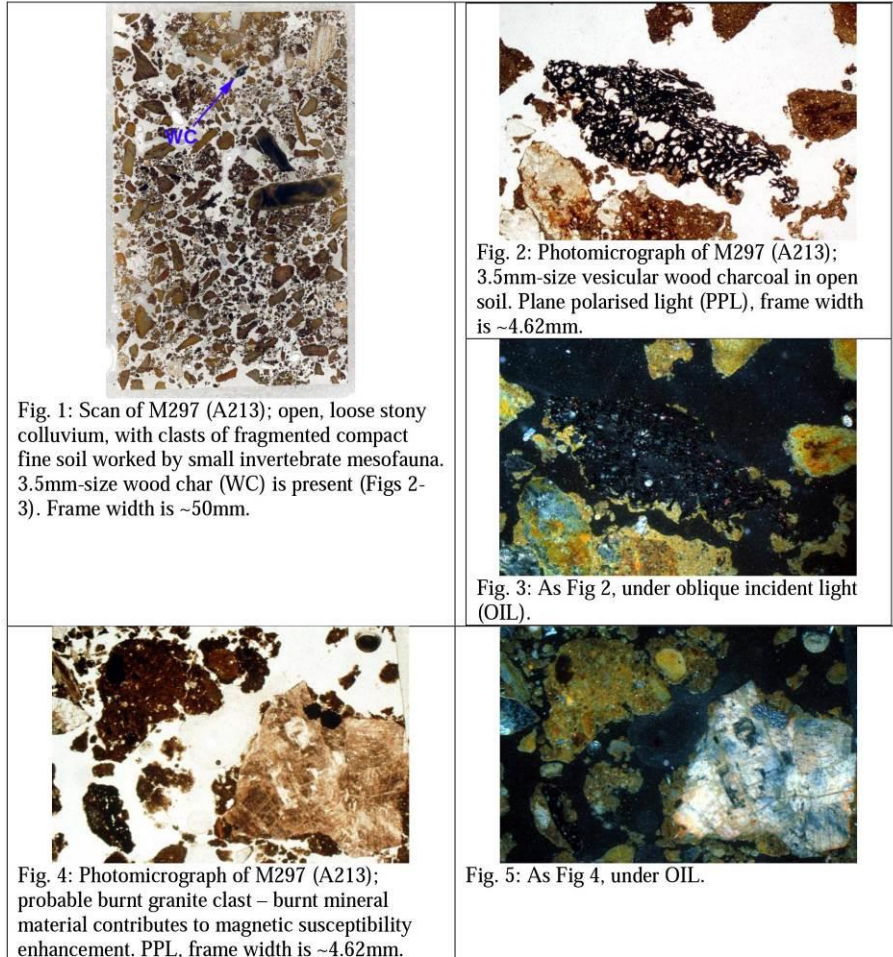 WC
Fig. 1: Scan of M297 (A213); open, loose stony
colluvium, with clasts of fragmented compact
fine soil worked by small invertebrate mesofauna.
3.5mm-size wood char (WC) is present (Figs 2-
3). Frame width is ~50mm.
Fig. 2: Photomicrograph of M297 (A213);
3.5mm-size vesicular wood charcoal in open
soil. Plane polarised light (PPL), frame width
is ~4.62mm.
Fig. 3: As Fig 2, under oblique incident light
(OIL).
Fig. 4: Photomicrograph of M297 (A213);
probable burnt granite clast – burnt mineral
material contributes to magnetic susceptibility
enhancement. PPL, frame width is ~4.62mm.
Fig. 5: As Fig 4, under OIL.